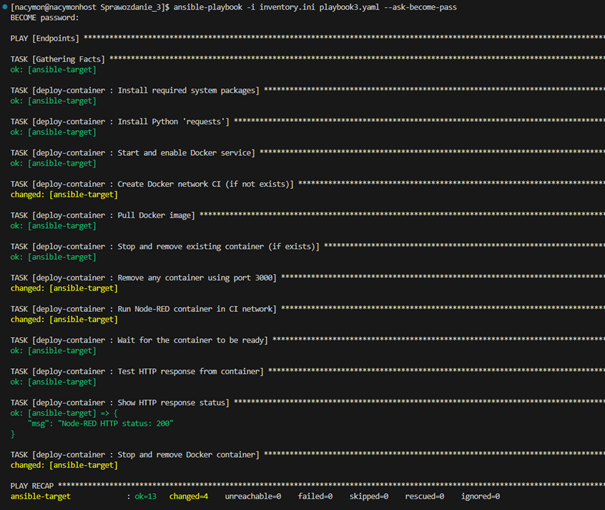 [nacymon@nacymonhost Sprawozdanie_3]$ ansible-playbook -i inventory.ini playbook3.yaml --ask-become-pass
BECOME password:
PLAY [Endpoints] ****************************************************************************************************
TASK [Gathering Facts] **********************************************************************************************
ok: [ansible-target]
TASK [deploy-container : Install required system packages] **********************************************************
ok: [ansible-target]
TASK [deploy-container : Install Python 'requests'] *****************************************************************
ok: [ansible-target]
TASK [deploy-container : Start and enable Docker service] ***********************************************************
ok: [ansible-target]
TASK [deploy-container : Create Docker network CI (if not exists)] **************************************************
changed: [ansible-target]
TASK [deploy-container : Pull Docker image] *************************************************************************
ok: [ansible-target]
TASK [deploy-container : Stop and remove existing container (if exists)] ********************************************
ok: [ansible-target]
TASK [deploy-container : Remove any container using port 3000] ******************************************************
changed: [ansible-target]
TASK [deploy-container : Run Node-RED container in CI network] ******************************************************
changed: [ansible-target]
TASK [deploy-container : Wait for the container to be ready] ********************************************************
ok: [ansible-target]
TASK [deploy-container : Test HTTP response from container] *********************************************************
ok: [ansible-target]
TASK [deploy-container : Show HTTP response status] *****************************************************************
ok: [ansible-target] => {
"msg": "Node-RED HTTP status: 200"
}
TASK [deploy-container : Stop and remove Docker container] **********************************************************
changed: [ansible-target]
PLAY RECAP **********************************************************************************************************
ansible-target : ok=13 changed=4 unreachable=0 failed=0 skipped=0 rescued=0 ignored=0